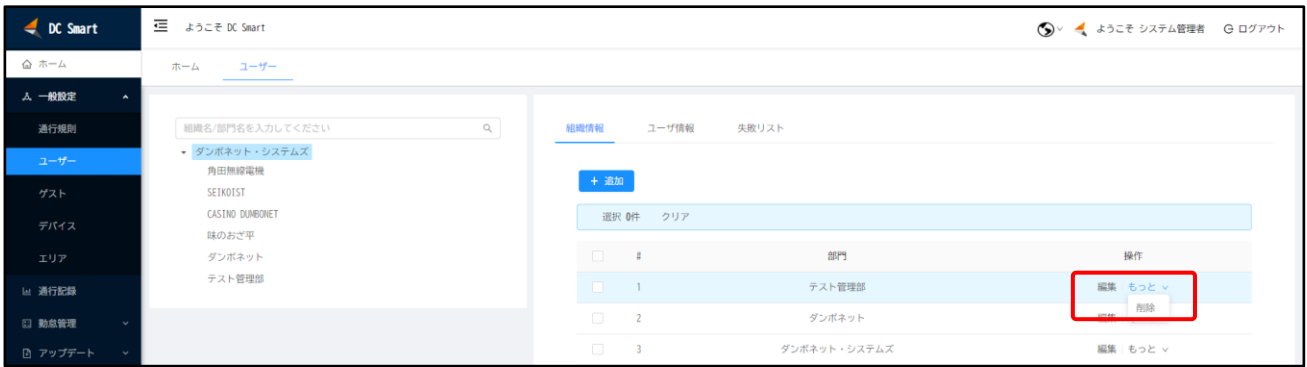 DC Smart
ようこそ DC Smart
ようこそ システム管理者
ログアウト
ホーム
一般設定
通行規則
ユーザー
ゲスト
デバイス
エリア
通行記録
勤怠管理
アップデート
ホーム
ユーザー
組織名/部門名を入力してください
ダンボネット・システムズ
角田無線電機
SEIKOIST
CASINO DUMBONET
味のおざ平
ダンボネット
テスト管理部
組織情報
ユーザ情報
失敗リスト
+ 追加
選択 0件 クリア
# 部門 操作
1 テスト管理部 編集 もっと
削除
2 ダンボネット 編集
3 ダンボネット・システムズ 編集 もっと